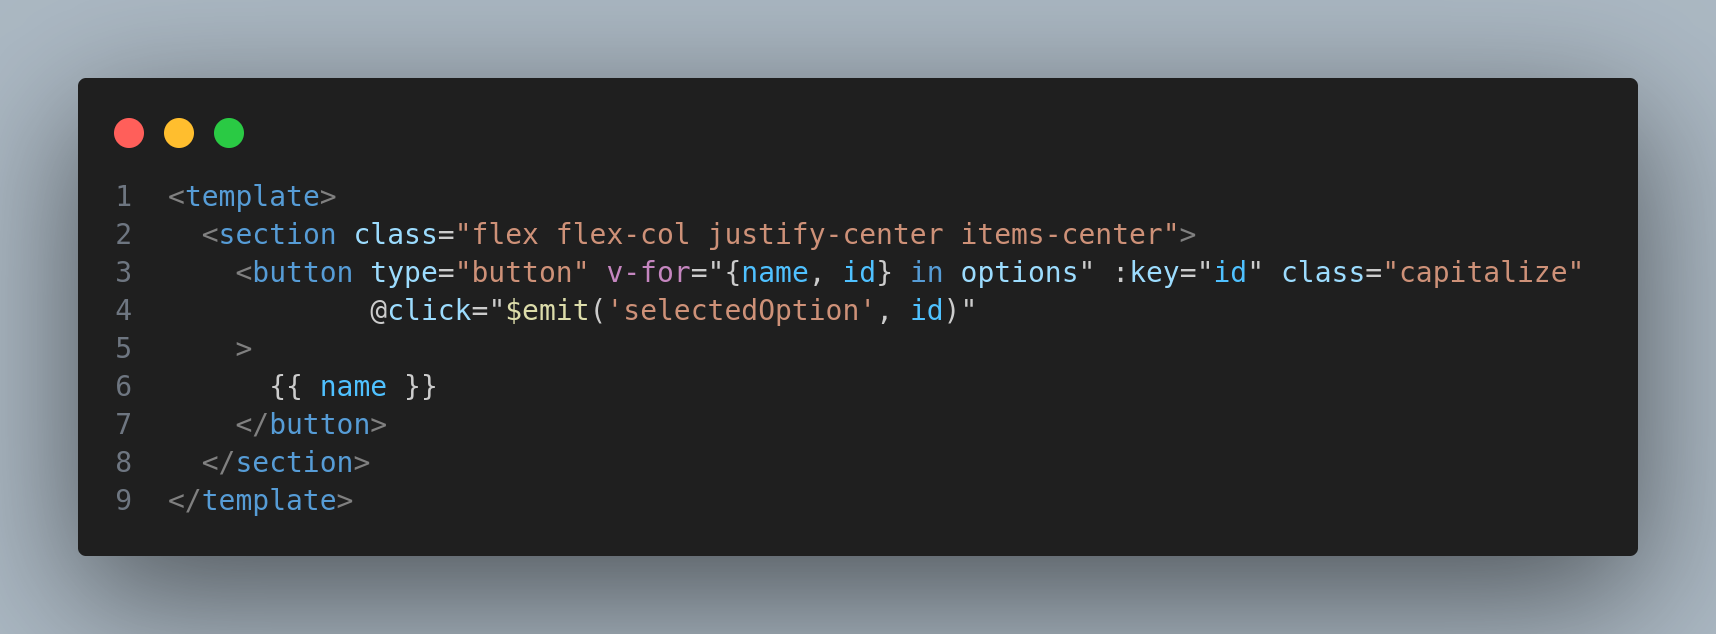 1 <template>
2   <section class="flex flex-col justify-center items-center">
3     <button type="button" v-for="{name, id} in options" :key="id" class="capitalize"
4             @click="$emit('selectedOption', id)"
5     >
6       {{ name }}
7     </button>
8   </section>
9 </template>